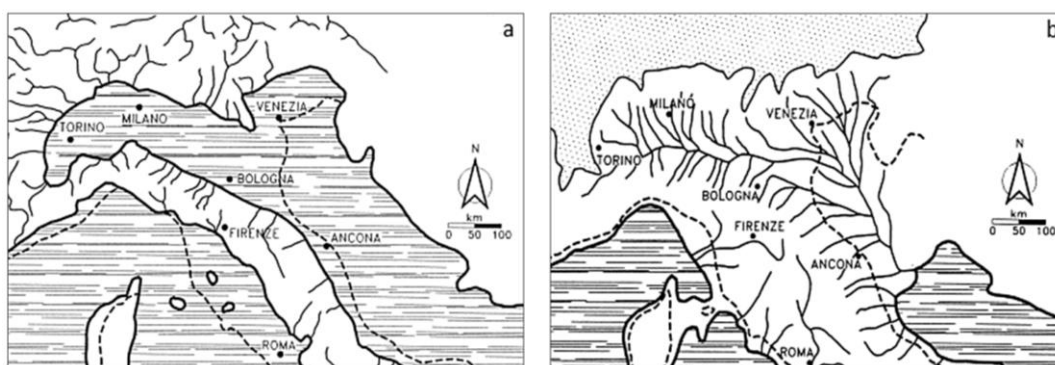 a
MILANO
VENEZIA
TORINO
BOLOGNA
FIRENZE
ANCONA
ROMA
N
km
0 50 100
b
MILANO
VENEZIA
TORINO
BOLOGNA
FIRENZE
ANCONA
ROMA
N
km
0 50 100